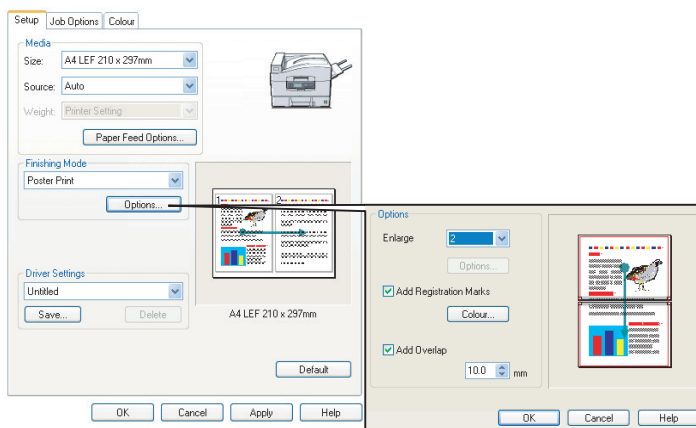 Setup Job Options Colour
Media
Size: A4 LEF 210 x 297mm
Source: Auto
Weight: Printer Setting
Paper Feed Options...
Finishing Mode
Poster Print
Options...
1 2
Driver Settings
Untitled
Save... Delete
A4 LEF 210 x 297mm
Default
OK Cancel Apply Help
Options
Enlarge 2
Options...
Add Registration Marks
Colour...
Add Overlap
10.0 mm
OK Cancel Help